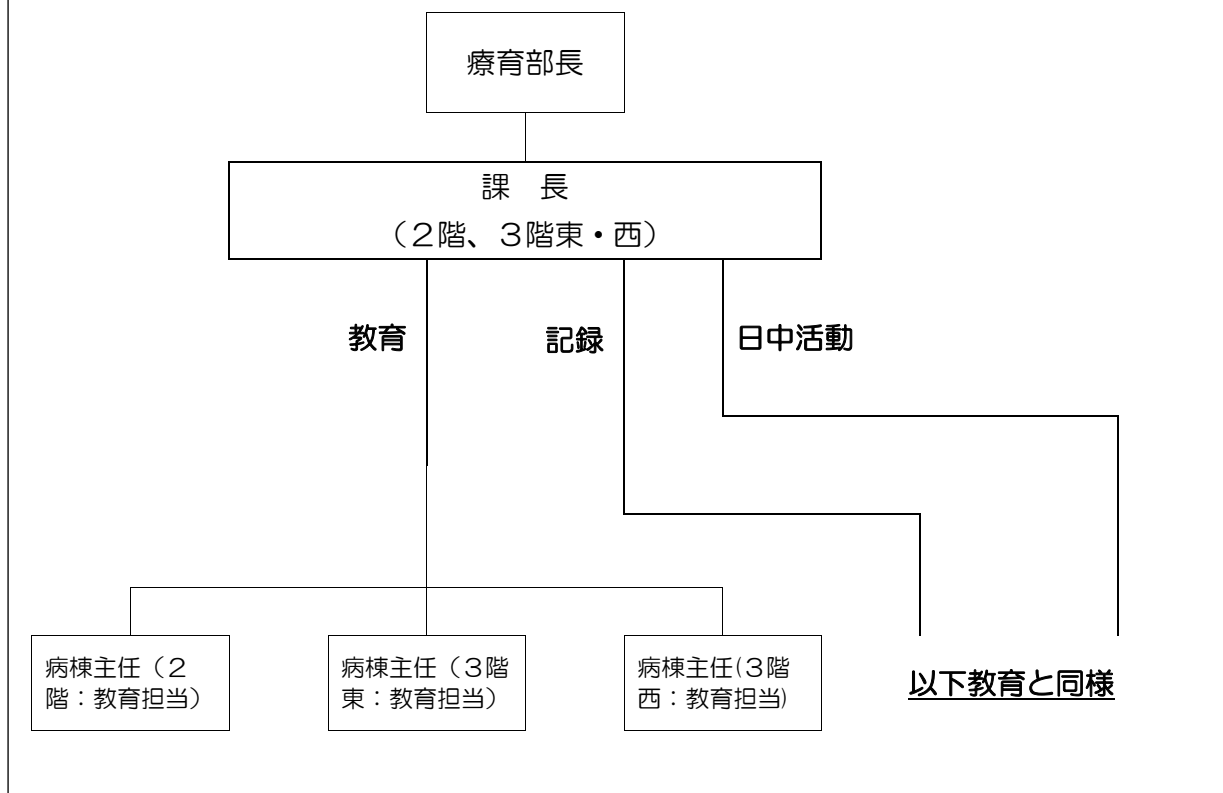 療育部長
課　長
（２階、３階東・西）
教育
記録
日中活動
病棟主任（２
階：教育担当）
病棟主任（３階
東：教育担当）
病棟主任(３階
西：教育担当)
以下教育と同様